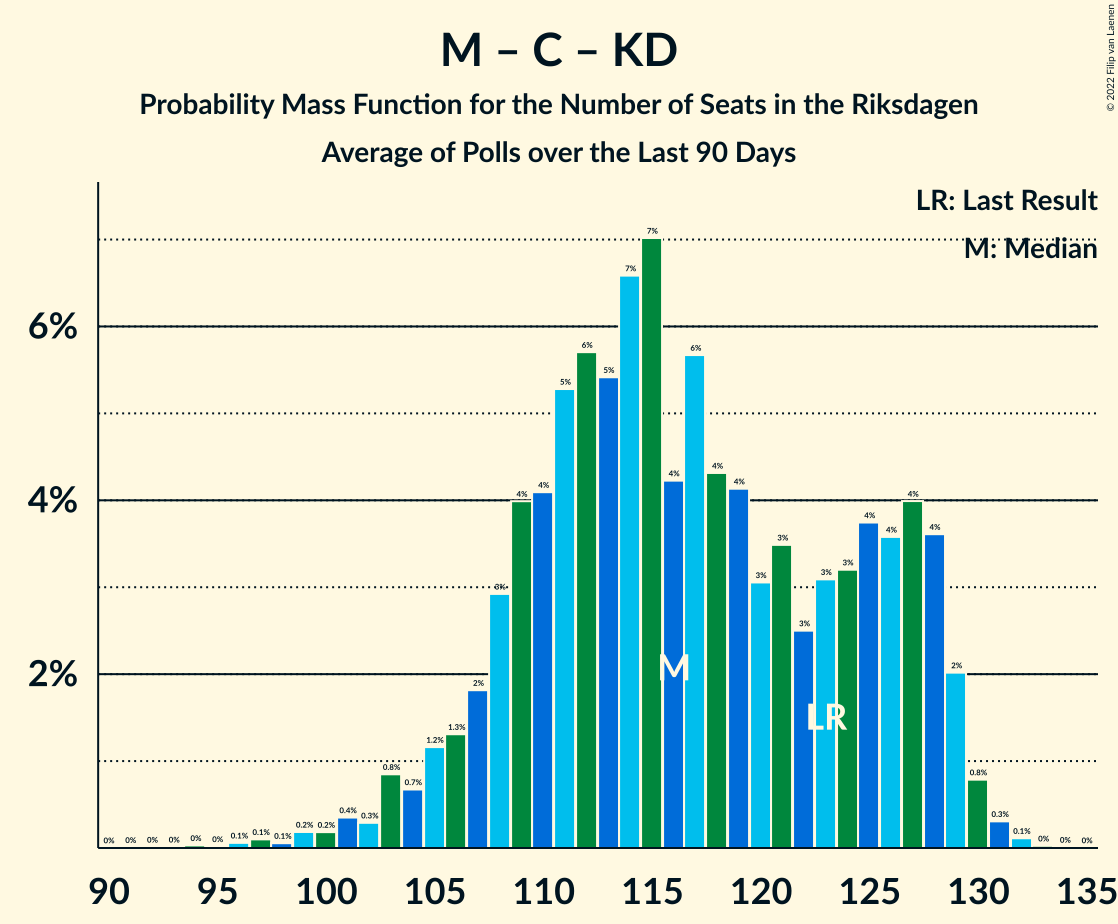 M – C – KD
Probability Mass Function for the Number of Seats in the Riksdagen
Average of Polls over the Last 90 Days
© 2022 Filip van Laenen
LR: Last Result
M: Median
6%
4%
2%
0% 0% 0% 0% 0% 0% 0.1% 0.1% 0.1% 0.2% 0.2% 0.4% 0.3% 0.8% 0.7% 1.2% 1.3% 2% 3% 4% 4% 5% 6% 5% 7% 7% 4% 6% 4% 4% 3% 3% 3% 3% 3% 4% 4% 4% 4% 2% 0.8% 0.3% 0.1% 0% 0% 0%
M
LR
90 95 100 105 110 115 120 125 130 135